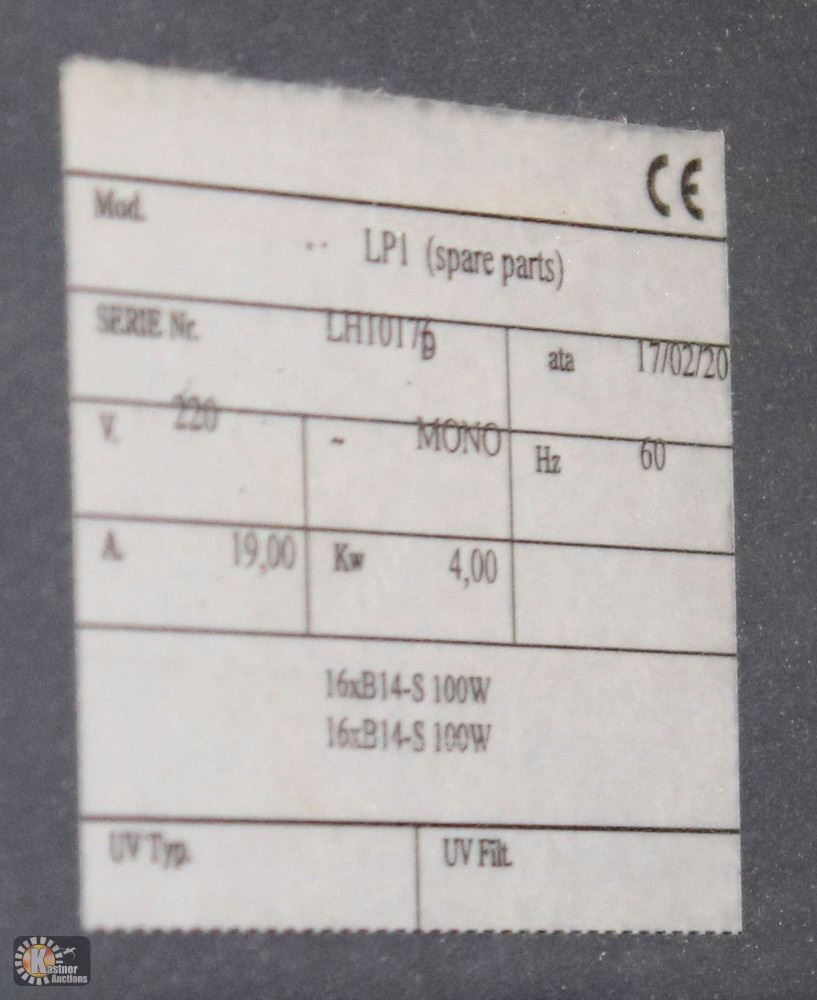 CE
Mod.
LP1 (spare parts)
SERIE Nr. LH10176 D ata 17/02/20
V. 220 ~ MONO Hz 60
A. 19,00 Kw 4,00
16xB14-S 100W
16xB14-S 100W
UV Typ. UV Filt.
Kastner
Auctions